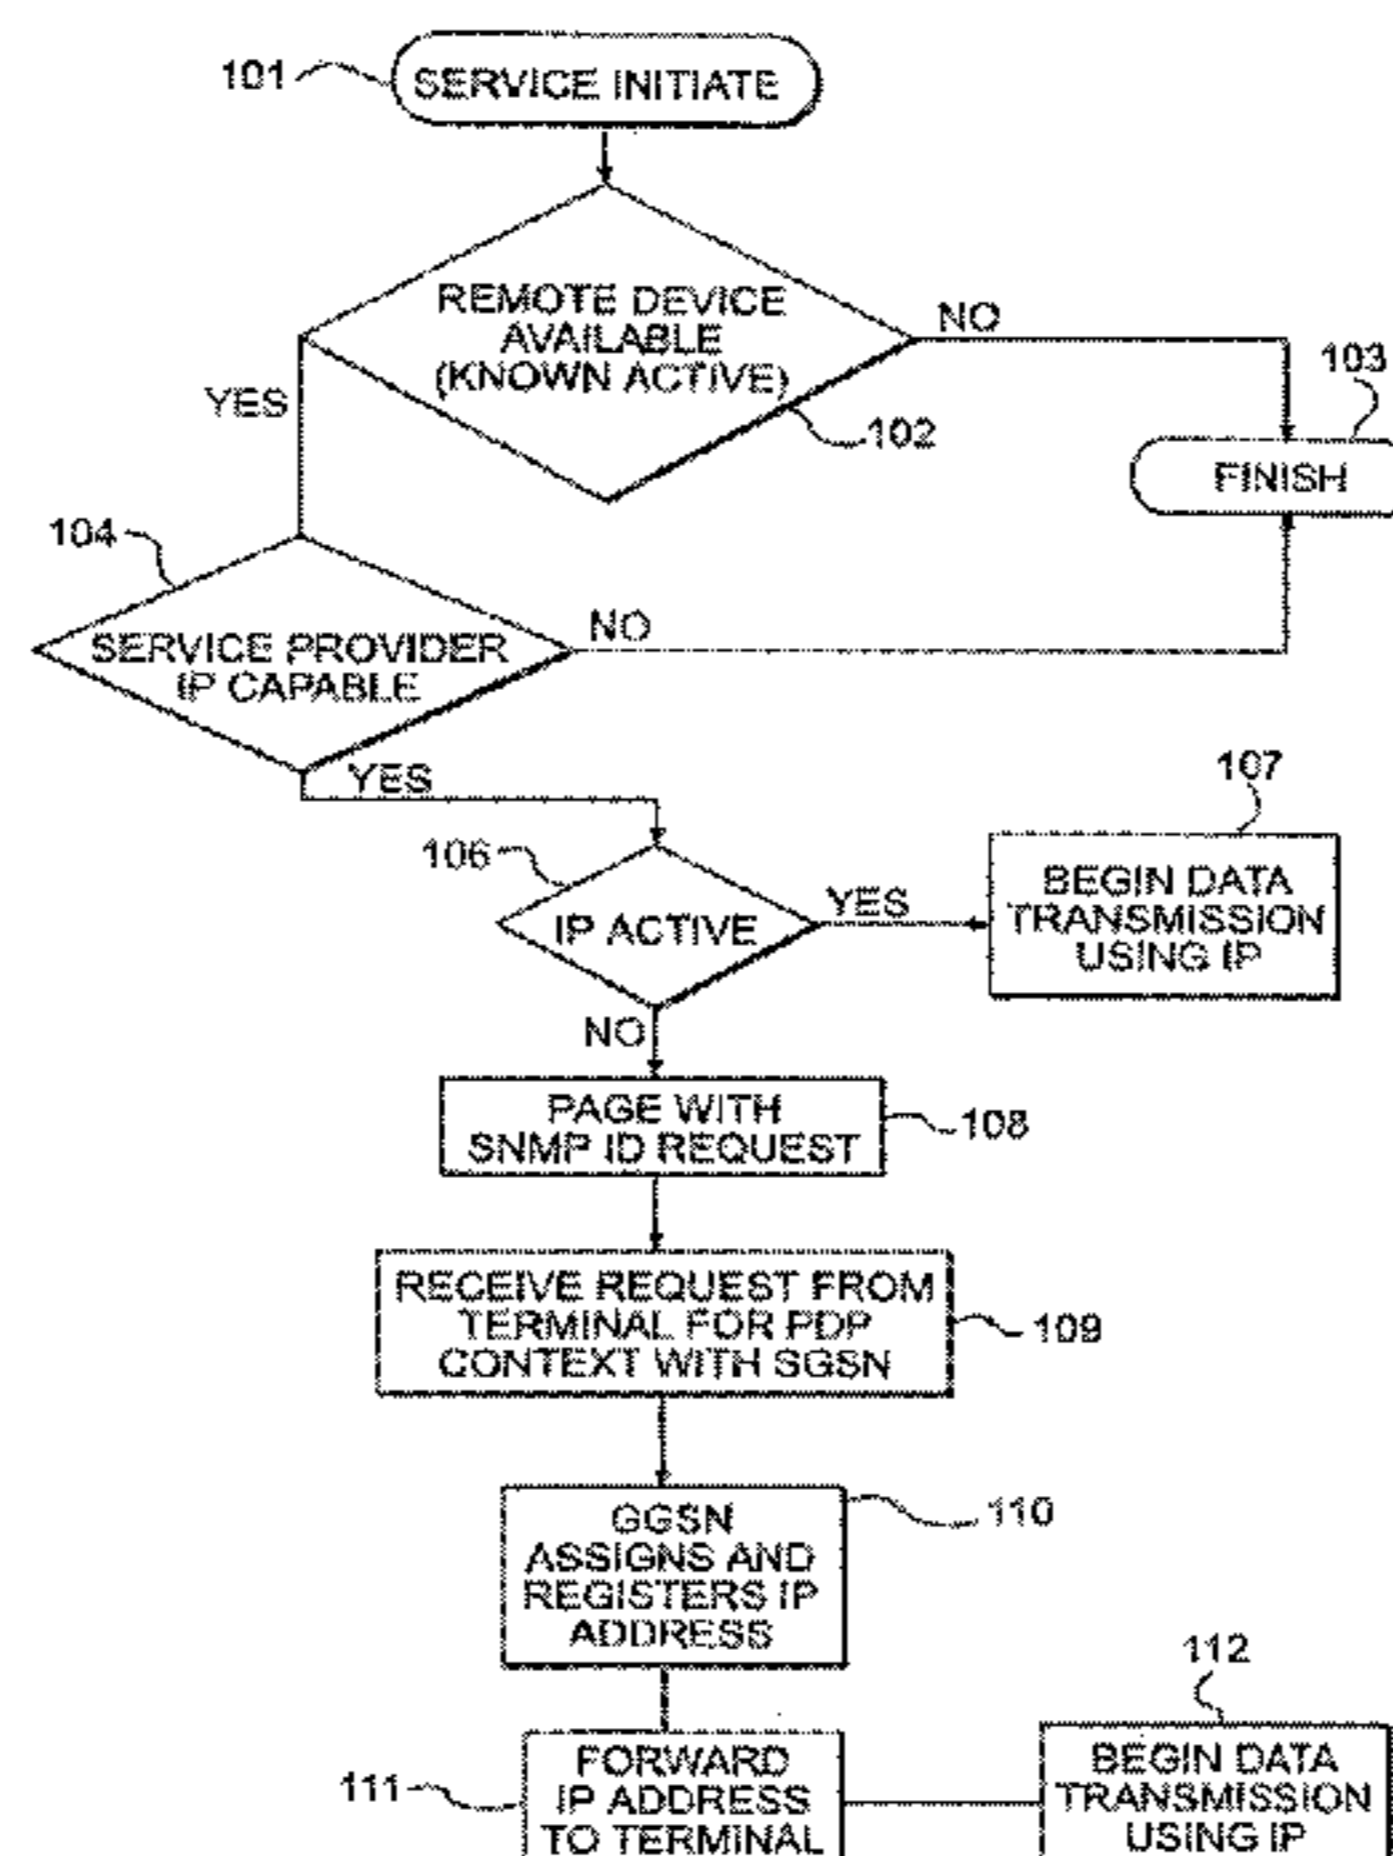 101
SERVICE INITIATE
REMOTE DEVICE
AVAILABLE
(KNOWN ACTIVE)
NO
YES
102
103
FINISH
104
SERVICE PROVIDER
IP CAPABLE
NO
YES
106
IP ACTIVE
YES
107
BEGIN DATA
TRANSMISSION
USING IP
NO
PAGE WITH
SNMP ID REQUEST
108
RECEIVE REQUEST FROM
TERMINAL FOR PDP
CONTEXT WITH SGSN
109
GGSN
ASSIGNS AND
REGISTERS IP
ADDRESS
110
111
FORWARD
IP ADDRESS
TO TERMINAL
112
BEGIN DATA
TRANSMISSION
USING IP